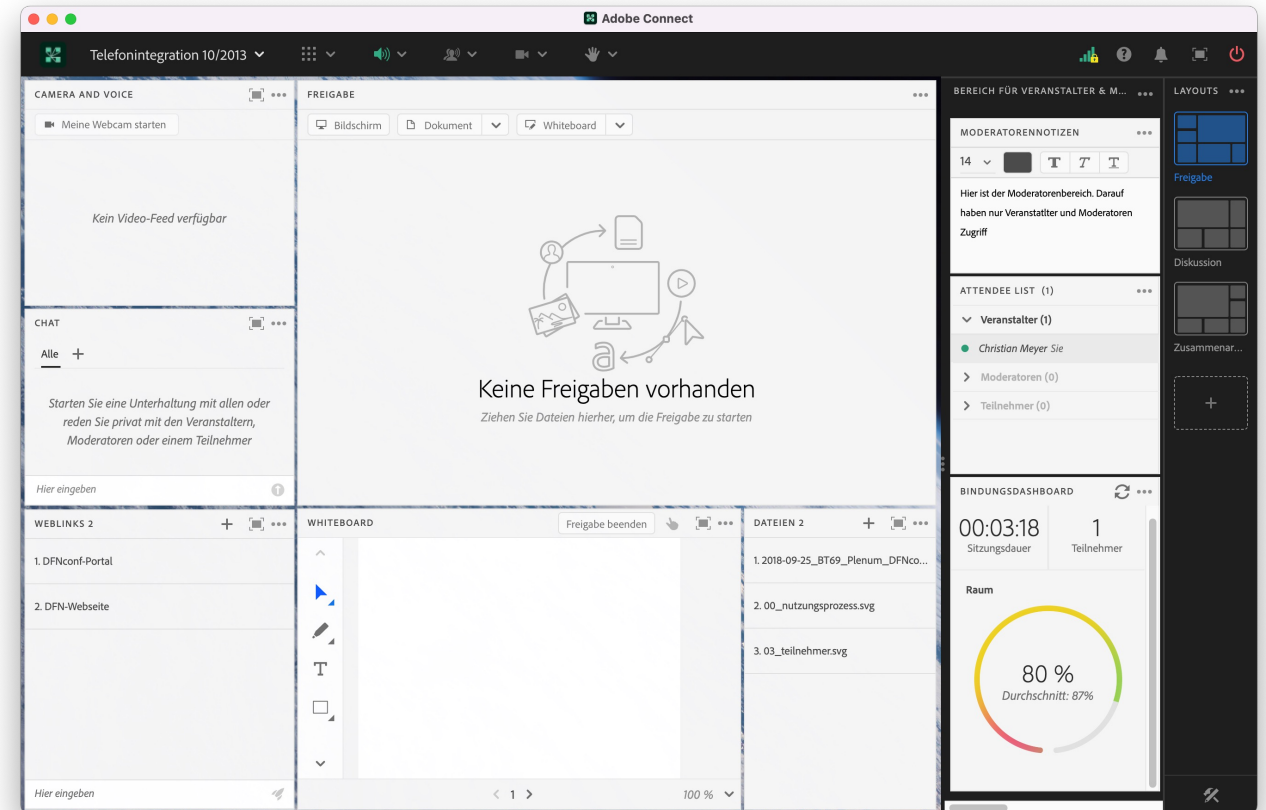 Adobe Connect
Telefonintegration 10/2013
CAMERA AND VOICE
Meine Webcam starten
Kein Video-Feed verfügbar
CHAT
Alle
Starten Sie eine Unterhaltung mit allen oder
reden Sie privat mit den Veranstaltern,
Moderatoren oder einem Teilnehmer
Hier eingeben
WEBLINKS 2
1. DFNconf-Portal
2. DFN-Webseite
Hier eingeben
FREIGABE
Bildschirm
Dokument
Whiteboard
a
Keine Freigaben vorhanden
Ziehen Sie Dateien hierher, um die Freigabe zu starten
WHITEBOARD
Freigabe beenden
T
1
100 %
DATEIEN 2
1. 2018-09-25_BT69_Plenum_DFNco...
2. 00_nutzungsprozess.svg
3. 03_teilnehmer.svg
BEREICH FÜR VERANSTALTER & M...
MODERATORENNOTIZEN
14 T T T
Hier ist der Moderatorenbereich. Darauf
haben nur Veranstatlter und Moderatoren
Zugriff
ATTENDEE LIST (1)
Veranstalter (1)
Christian Meyer Sie
Moderatoren (0)
Teilnehmer (0)
BINDUNGSDASHBOARD
00:03:18
Sitzungsdauer
1
Teilnehmer
Raum
80 %
Durchschnitt: 87%
LAYOUTS
Freigabe
Diskussion
Zusammenar...